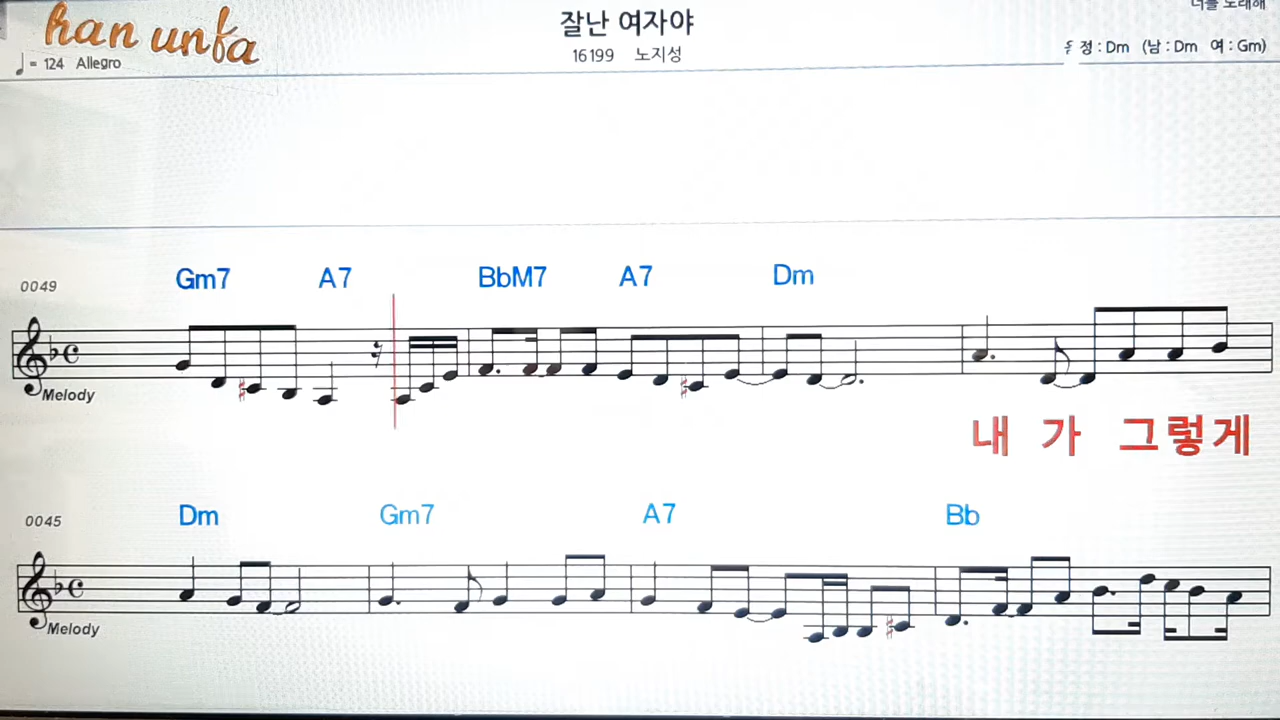 han unfa
잘난 여자야
너를 노래해
♩= 124 Allegro
16199 노지성
정 : Dm (남 : Dm 여 : Gm)
0049
Gm7 A7 BbM7 A7 Dm
Melody
내 가 그렇게
0045
Dm Gm7 A7 Bb
Melody